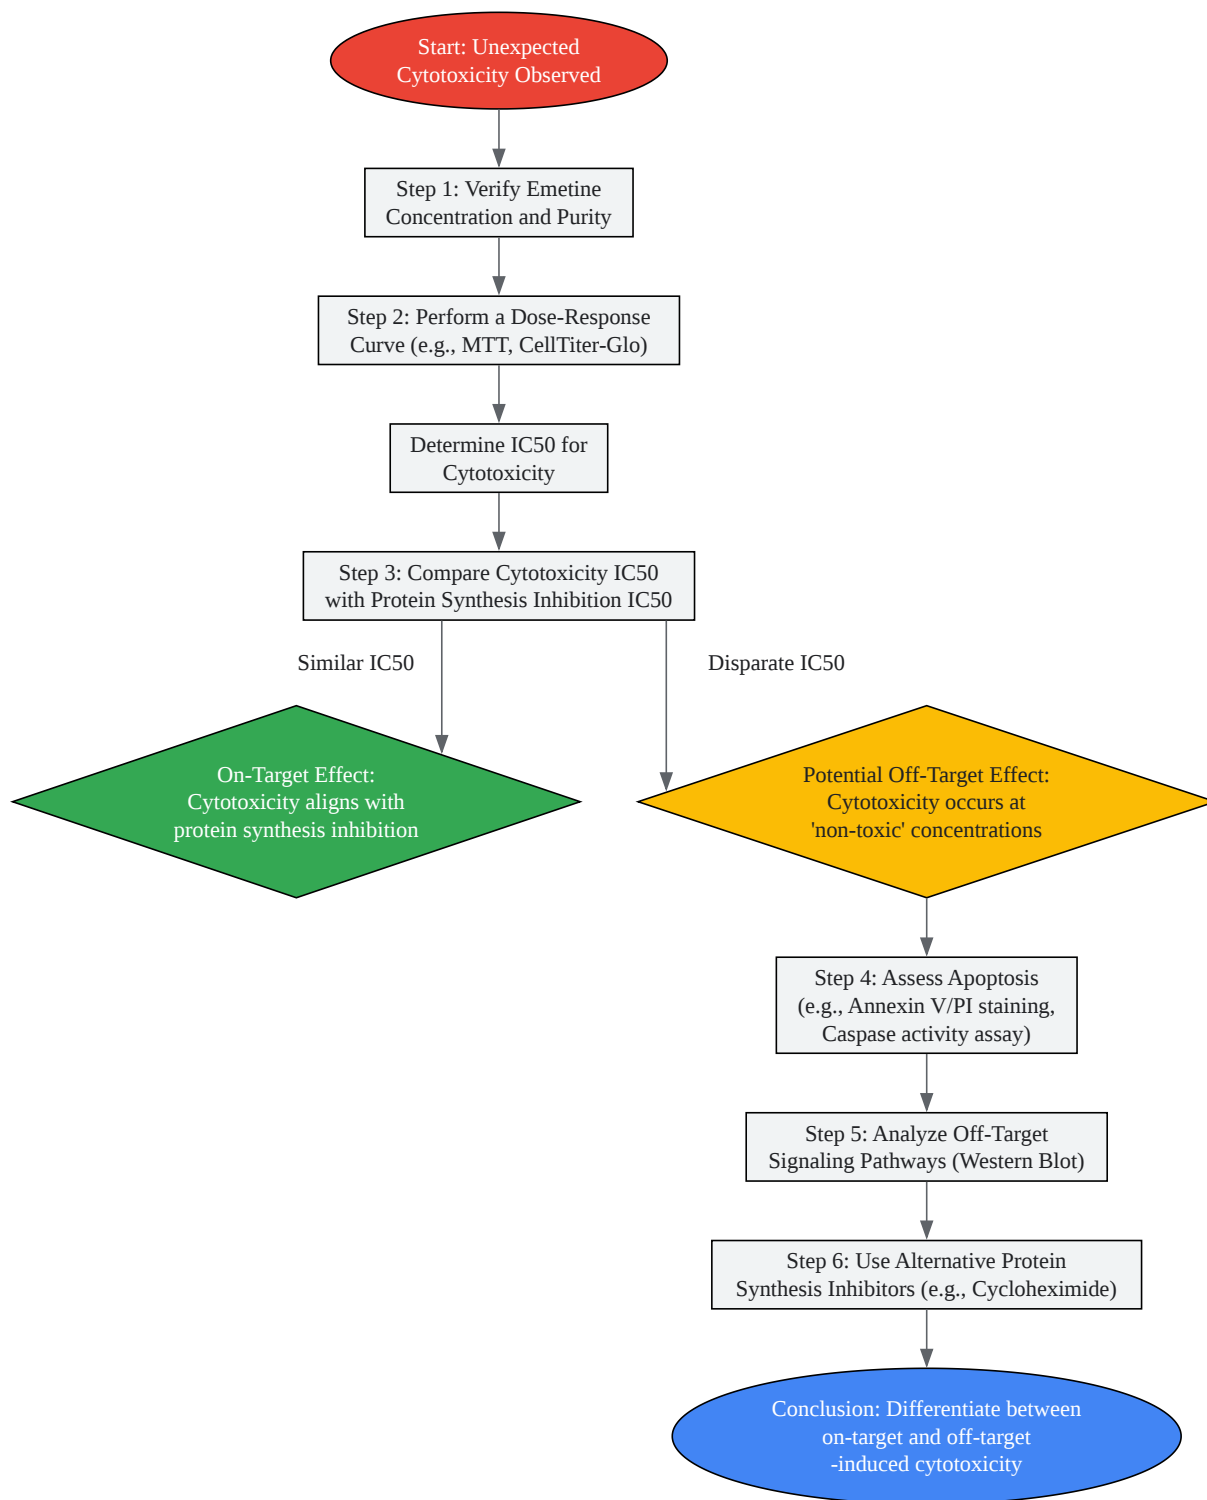 Start: Unexpected
Cytotoxicity Observed
Step 1: Verify Emetine
Concentration and Purity
Step 2: Perform a Dose-Response
Curve (e.g., MTT, CellTiter-Glo)
Determine IC50 for
Cytotoxicity
Step 3: Compare Cytotoxicity IC50
with Protein Synthesis Inhibition IC50
Similar IC50
Disparate IC50
On-Target Effect:
Cytotoxicity aligns with
protein synthesis inhibition
Potential Off-Target Effect:
Cytotoxicity occurs at
'non-toxic' concentrations
Step 4: Assess Apoptosis
(e.g., Annexin V/PI staining,
Caspase activity assay)
Step 5: Analyze Off-Target
Signaling Pathways (Western Blot)
Step 6: Use Alternative Protein
Synthesis Inhibitors (e.g., Cycloheximide)
Conclusion: Differentiate between
on-target and off-target
-induced cytotoxicity